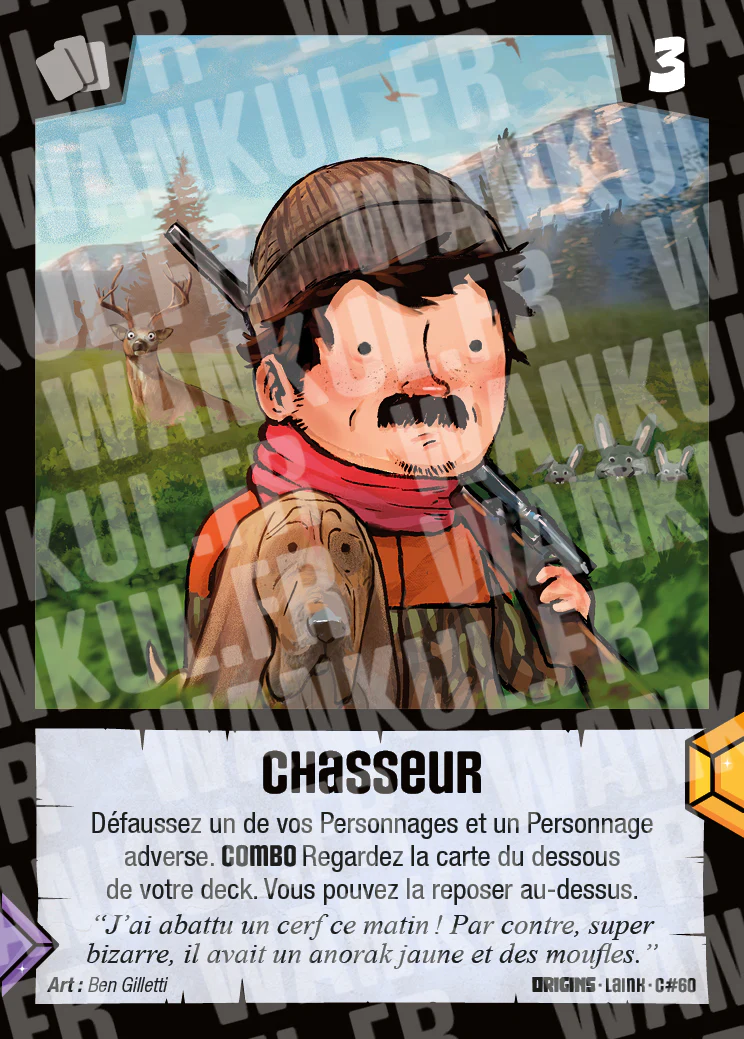 3
CHASSEUR
Défaussez un de vos Personnages et un Personnage
adverse. COMBO Regardez la carte du dessous
de votre deck. Vous pouvez la reposer au-dessus.
“J’ai abattu un cerf ce matin ! Par contre, super
bizarre, il avait un anorak jaune et des moufles.”
Art : Ben Gilletti
ORIGINS · LAINK · C#60
WANKUL.FR